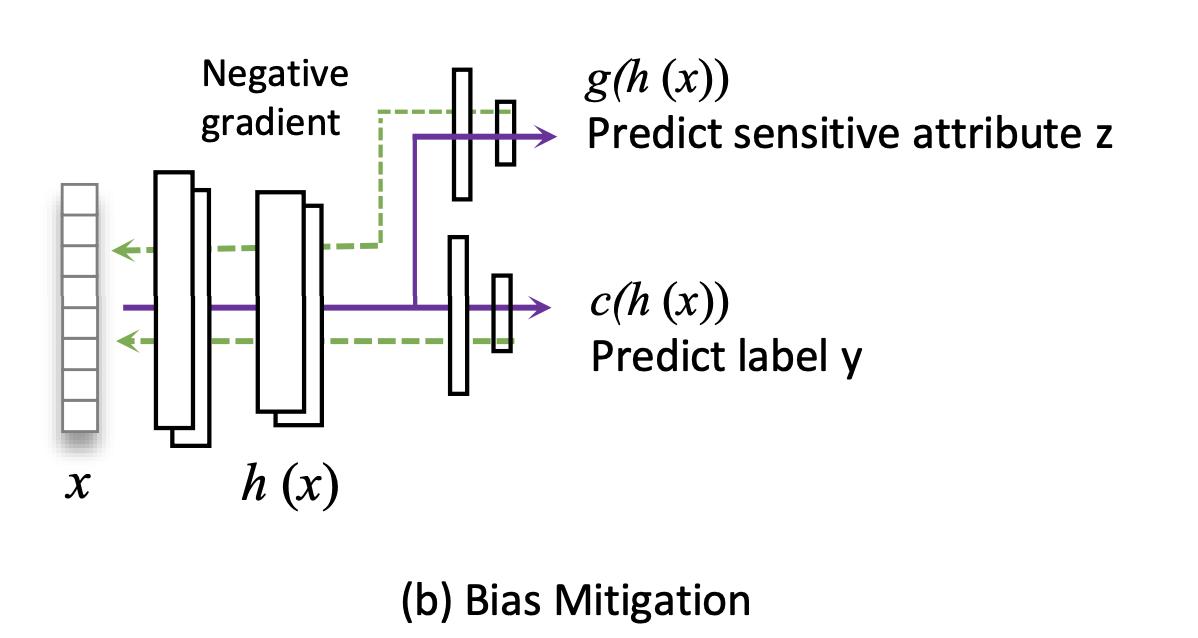 Negative
gradient
g(h (x))
Predict sensitive attribute z
c(h (x))
Predict label y
x
h (x)
(b) Bias Mitigation